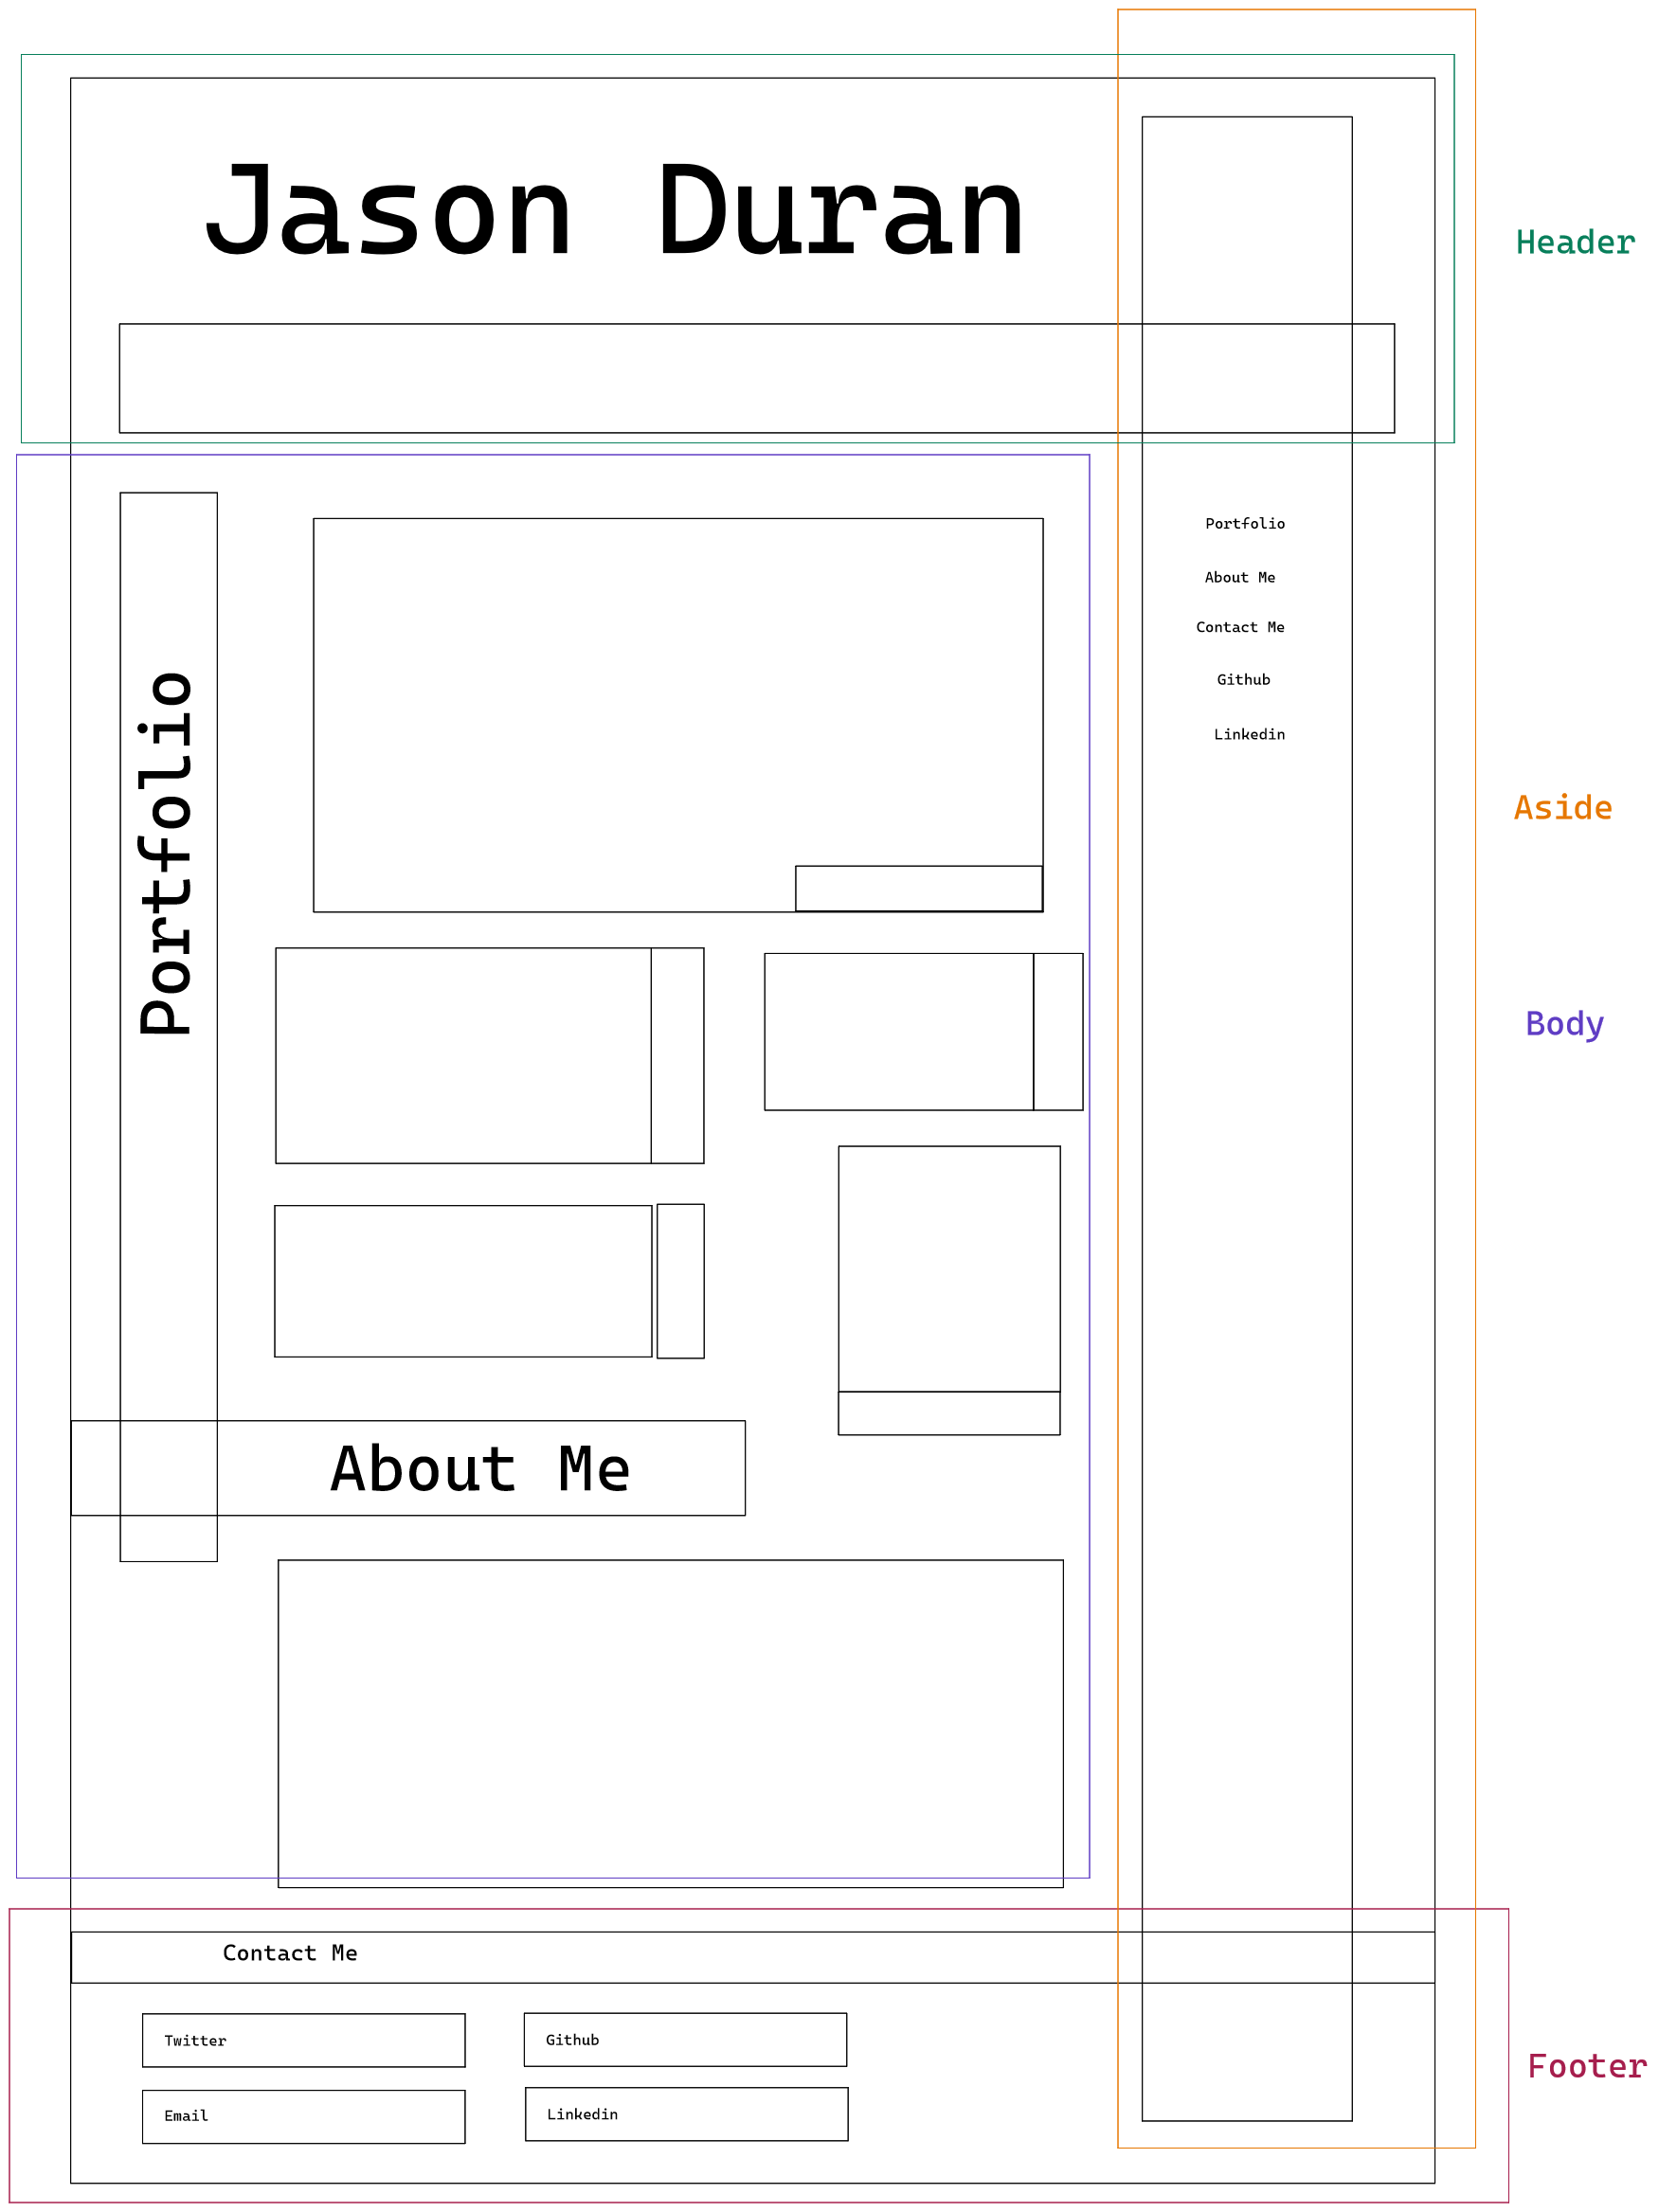 Jason Duran
Header
Portfolio
About Me
Contact Me
Github
Linkedin
Portfolio
Aside
Body
About Me
Contact Me
Twitter
Github
Email
Linkedin
Footer